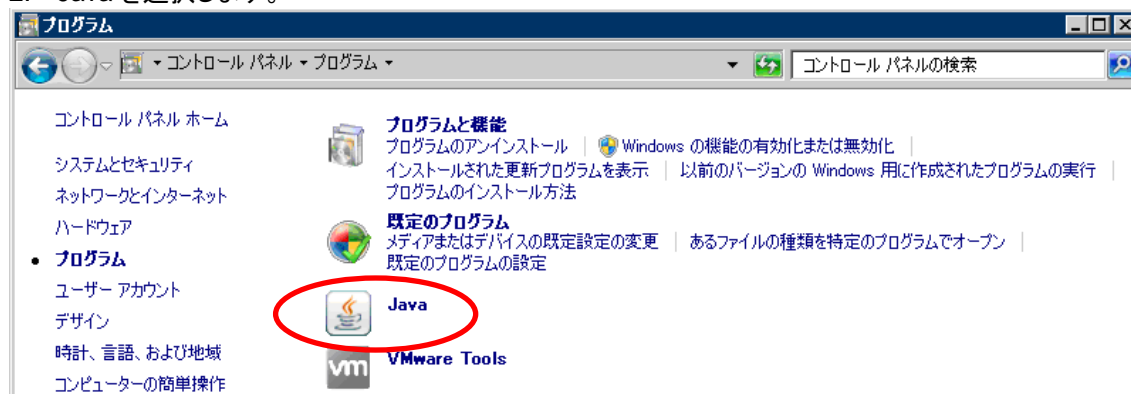 2. Java を選択します。
プログラム
コントロール パネル プログラム
コントロール パネルの検索
コントロール パネル ホーム
システムとセキュリティ
ネットワークとインターネット
ハードウェア
プログラム
ユーザー アカウント
デザイン
時計、言語、および地域
コンピューターの簡単操作
プログラムと機能
プログラムのアンインストール | Windows の機能の有効化または無効化 |
インストールされた更新プログラムを表示 | 以前のバージョンの Windows 用に作成されたプログラムの実行 |
プログラムのインストール方法
既定のプログラム
メディアまたはデバイスの既定設定の変更 | あるファイルの種類を特定のプログラムでオープン |
既定のプログラムの設定
Java
vm
VMware Tools